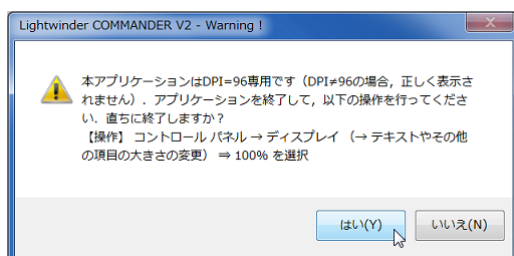 Lightwinder COMMANDER V2 - Warning !
本アプリケーションはDPI=96専用です（DPI≠96の場合，正しく表示さ
れません）．アプリケーションを終了して，以下の操作を行ってくださ
い．直ちに終了しますか？
【操作】 コントロール パネル → ディスプレイ （→ テキストやその他
の項目の大きさの変更） ⇒ 100% を選択
はい(Y)
いいえ(N)